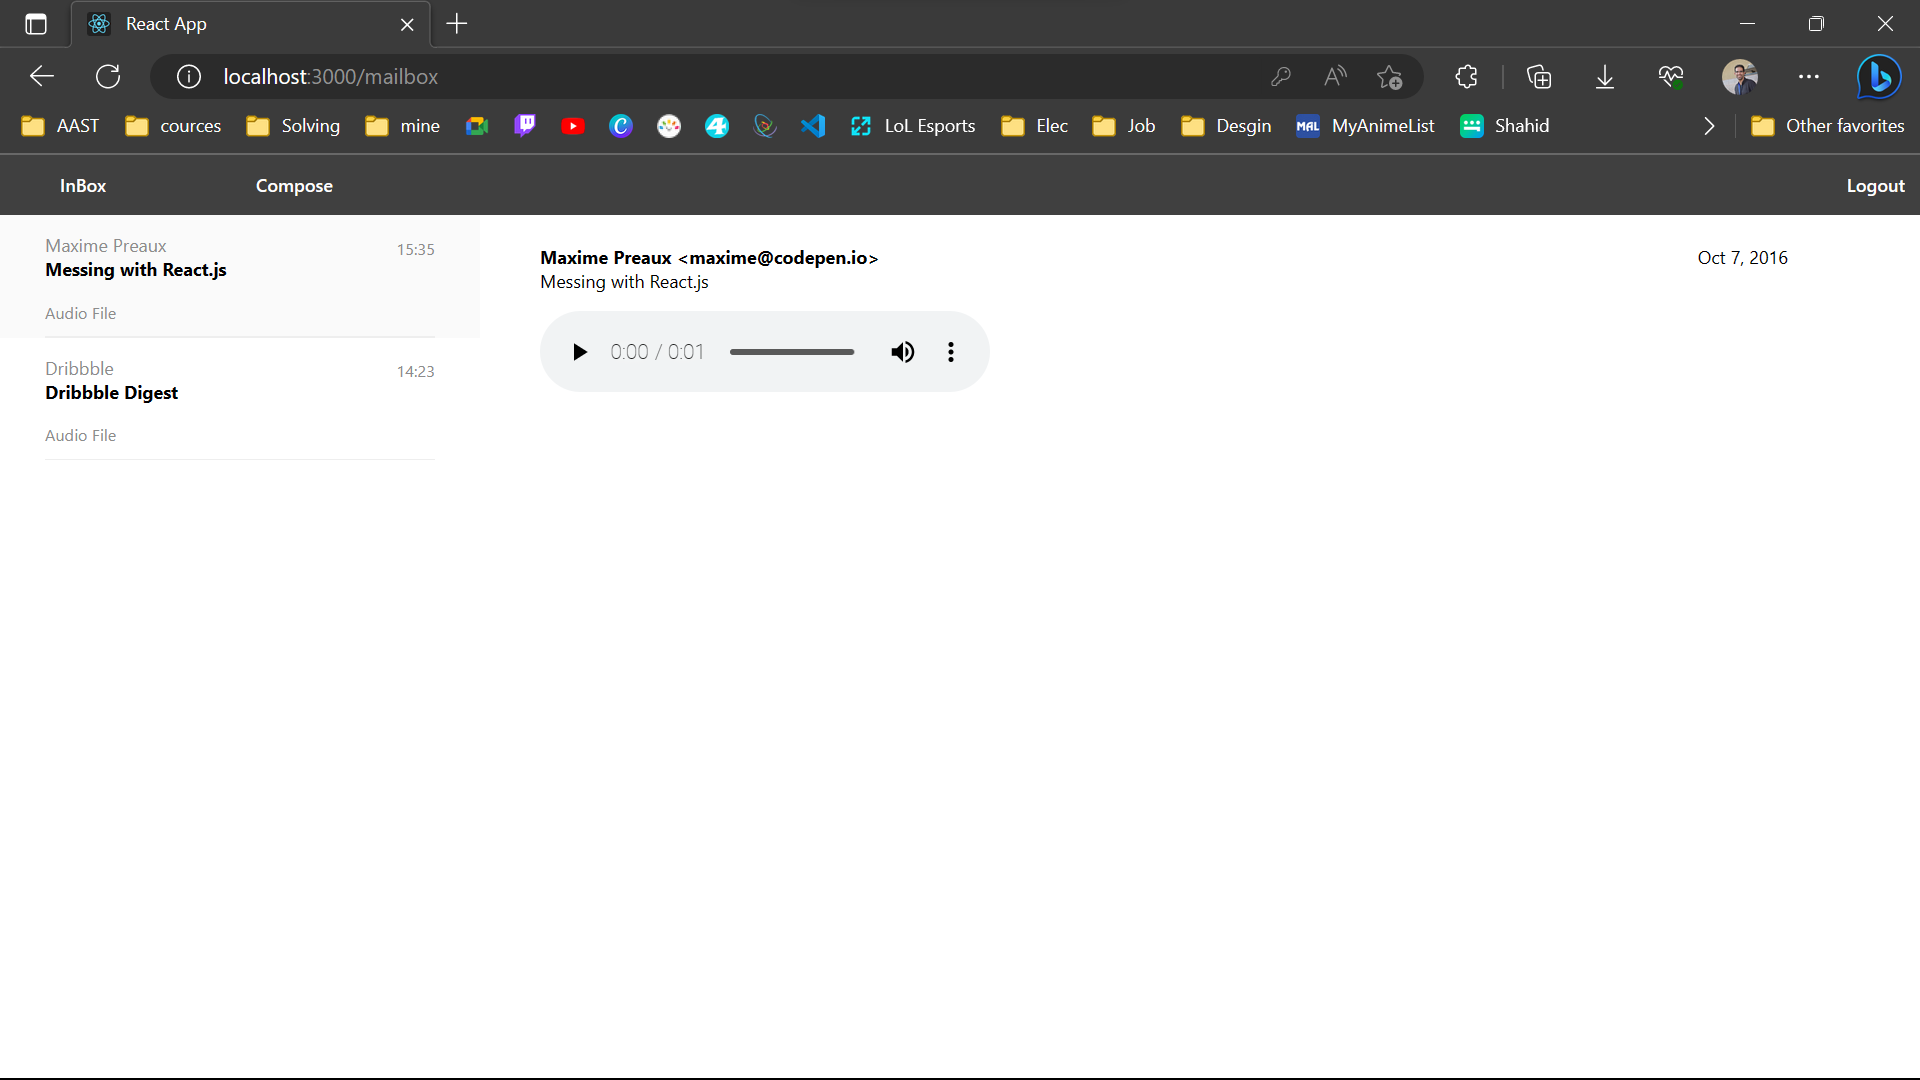 React App
localhost:3000/mailbox
AAST cources Solving mine LoL Esports Elec Job Desgin MAL MyAnimeList Shahid Other favorites
InBox Compose Logout
Maxime Preaux 15:35
Messing with React.js
Audio File
Dribbble 14:23
Dribbble Digest
Audio File
Maxime Preaux <maxime@codepen.io> Oct 7, 2016
Messing with React.js
0:00 / 0:01